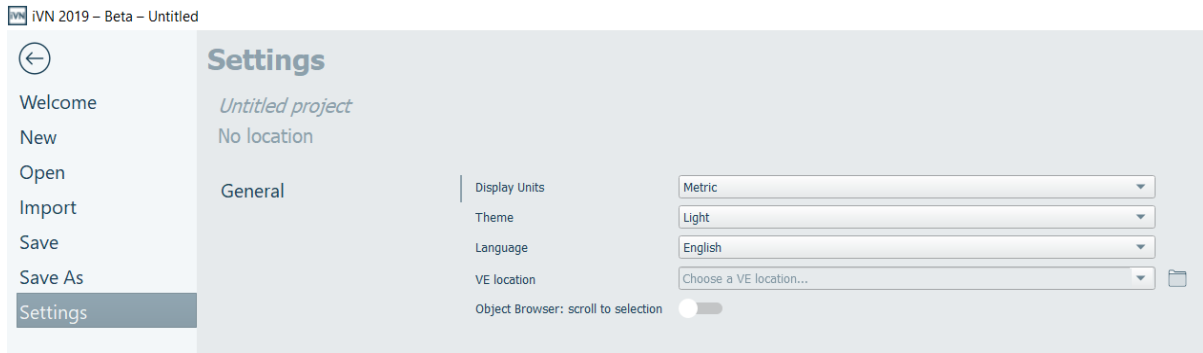 iVN iVN 2019 – Beta – Untitled
Settings
Untitled project
No location
Welcome
New
Open
Import
Save
Save As
Settings
General
Display Units Metric
Theme Light
Language English
VE location Choose a VE location...
Object Browser: scroll to selection